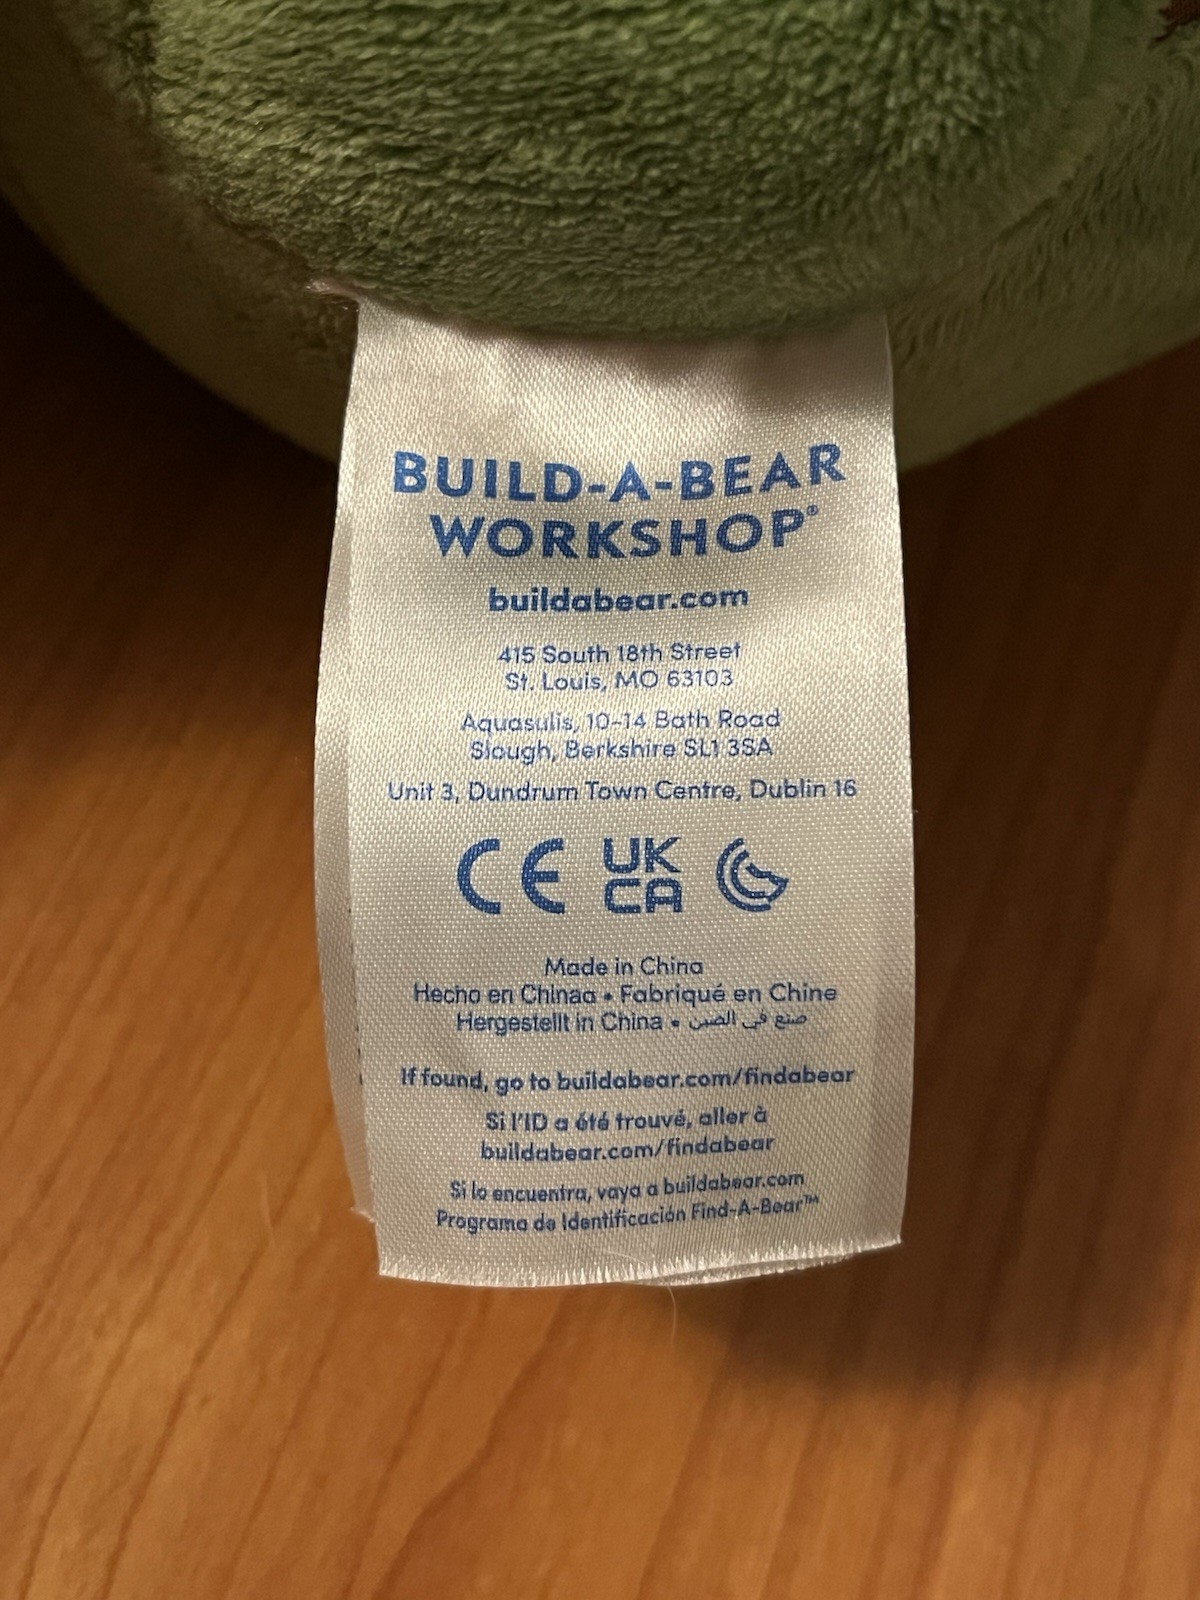 BUILD-A-BEAR
WORKSHOP®
buildabear.com
415 South 18th Street
St. Louis, MO 63103
Aquasulis, 10-14 Bath Road
Slough, Berkshire SL1 3SA
Unit 3, Dundrum Town Centre, Dublin 16
CE UK
CA
Made in China
Hecho en Chinaa • Fabriqué en Chine
Hergestellt in China • صنع في الصين
If found, go to buildabear.com/findabear
Si l'ID a été trouvé, aller à
buildabear.com/findabear
Si lo encuentra, vaya a buildabear.com
Programa de Identificación Find-A-Bear™